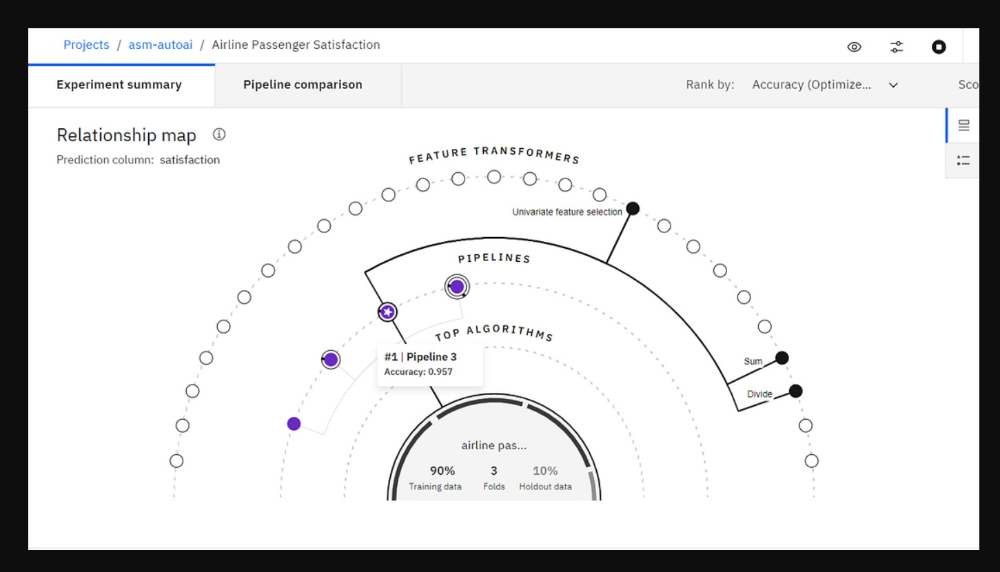 Projects / asm-autoai / Airline Passenger Satisfaction
Experiment summary
Pipeline comparison
Rank by: Accuracy (Optimize...
Sco
Relationship map
Prediction column: satisfaction
FEATURE TRANSFORMERS
Univariate feature selection
PIPELINES
TOP ALGORITHMS
#1 | Pipeline 3
Accuracy: 0.957
Sum
Divide
airline pas...
90% 3 10%
Training data Folds Holdout data